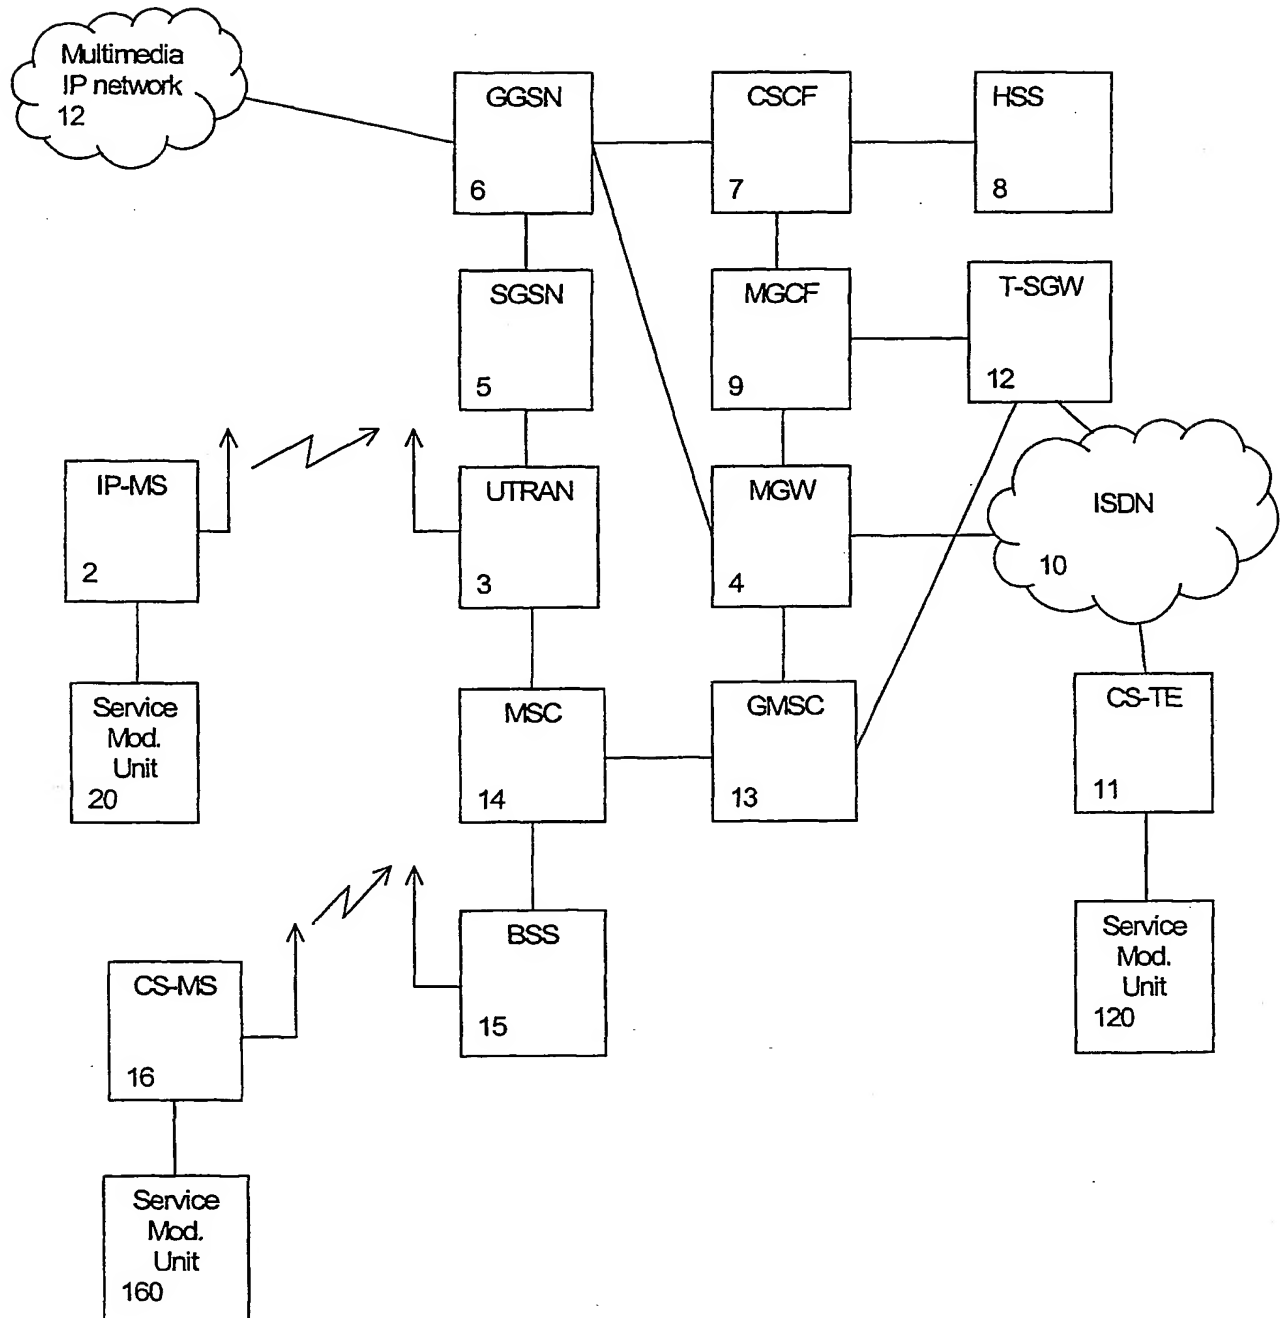 Multimedia
IP network
12
GGSN
6
CSCF
7
HSS
8
SGSN
5
MGCF
9
T-SGW
12
IP-MS
2
UTRAN
3
MGW
4
ISDN
10
Service
Mod.
Unit
20
MSC
14
GMSC
13
CS-TE
11
BSS
15
Service
Mod.
Unit
120
CS-MS
16
Service
Mod.
Unit
160